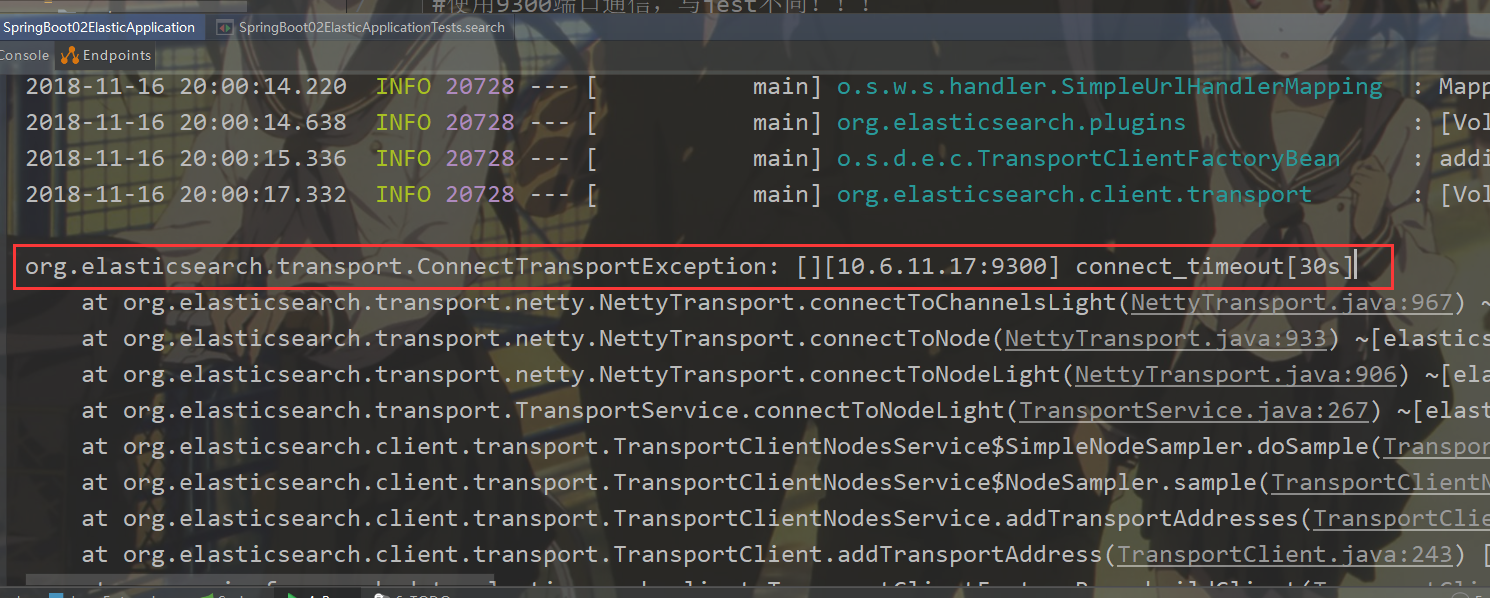 #使用9300端口通信，与jest不同！！！
SpringBoot02ElasticApplication SpringBoot02ElasticApplicationTests.search
Console Endpoints
2018-11-16 20:00:14.220 INFO 20728 --- [ main] o.s.w.s.handler.SimpleUrlHandlerMapping : Mapp
2018-11-16 20:00:14.638 INFO 20728 --- [ main] org.elasticsearch.plugins : [Vol
2018-11-16 20:00:15.336 INFO 20728 --- [ main] o.s.d.e.c.TransportClientFactoryBean : addi
2018-11-16 20:00:17.332 INFO 20728 --- [ main] org.elasticsearch.client.transport : [Vol
org.elasticsearch.transport.ConnectTransportException: [][10.6.11.17:9300] connect_timeout[30s]
at org.elasticsearch.transport.netty.NettyTransport.connectToChannelsLight(NettyTransport.java:967) ~
at org.elasticsearch.transport.netty.NettyTransport.connectToNode(NettyTransport.java:933) ~[elastics
at org.elasticsearch.transport.netty.NettyTransport.connectToNodeLight(NettyTransport.java:906) ~[ela
at org.elasticsearch.transport.TransportService.connectToNodeLight(TransportService.java:267) ~[elast
at org.elasticsearch.client.transport.TransportClientNodesService$SimpleNodeSampler.doSample(Transpor
at org.elasticsearch.client.transport.TransportClientNodesService$NodeSampler.sample(TransportClientN
at org.elasticsearch.client.transport.TransportClientNodesService.addTransportAddresses(TransportClie
at org.elasticsearch.client.transport.TransportClient.addTransportAddress(TransportClient.java:243) [